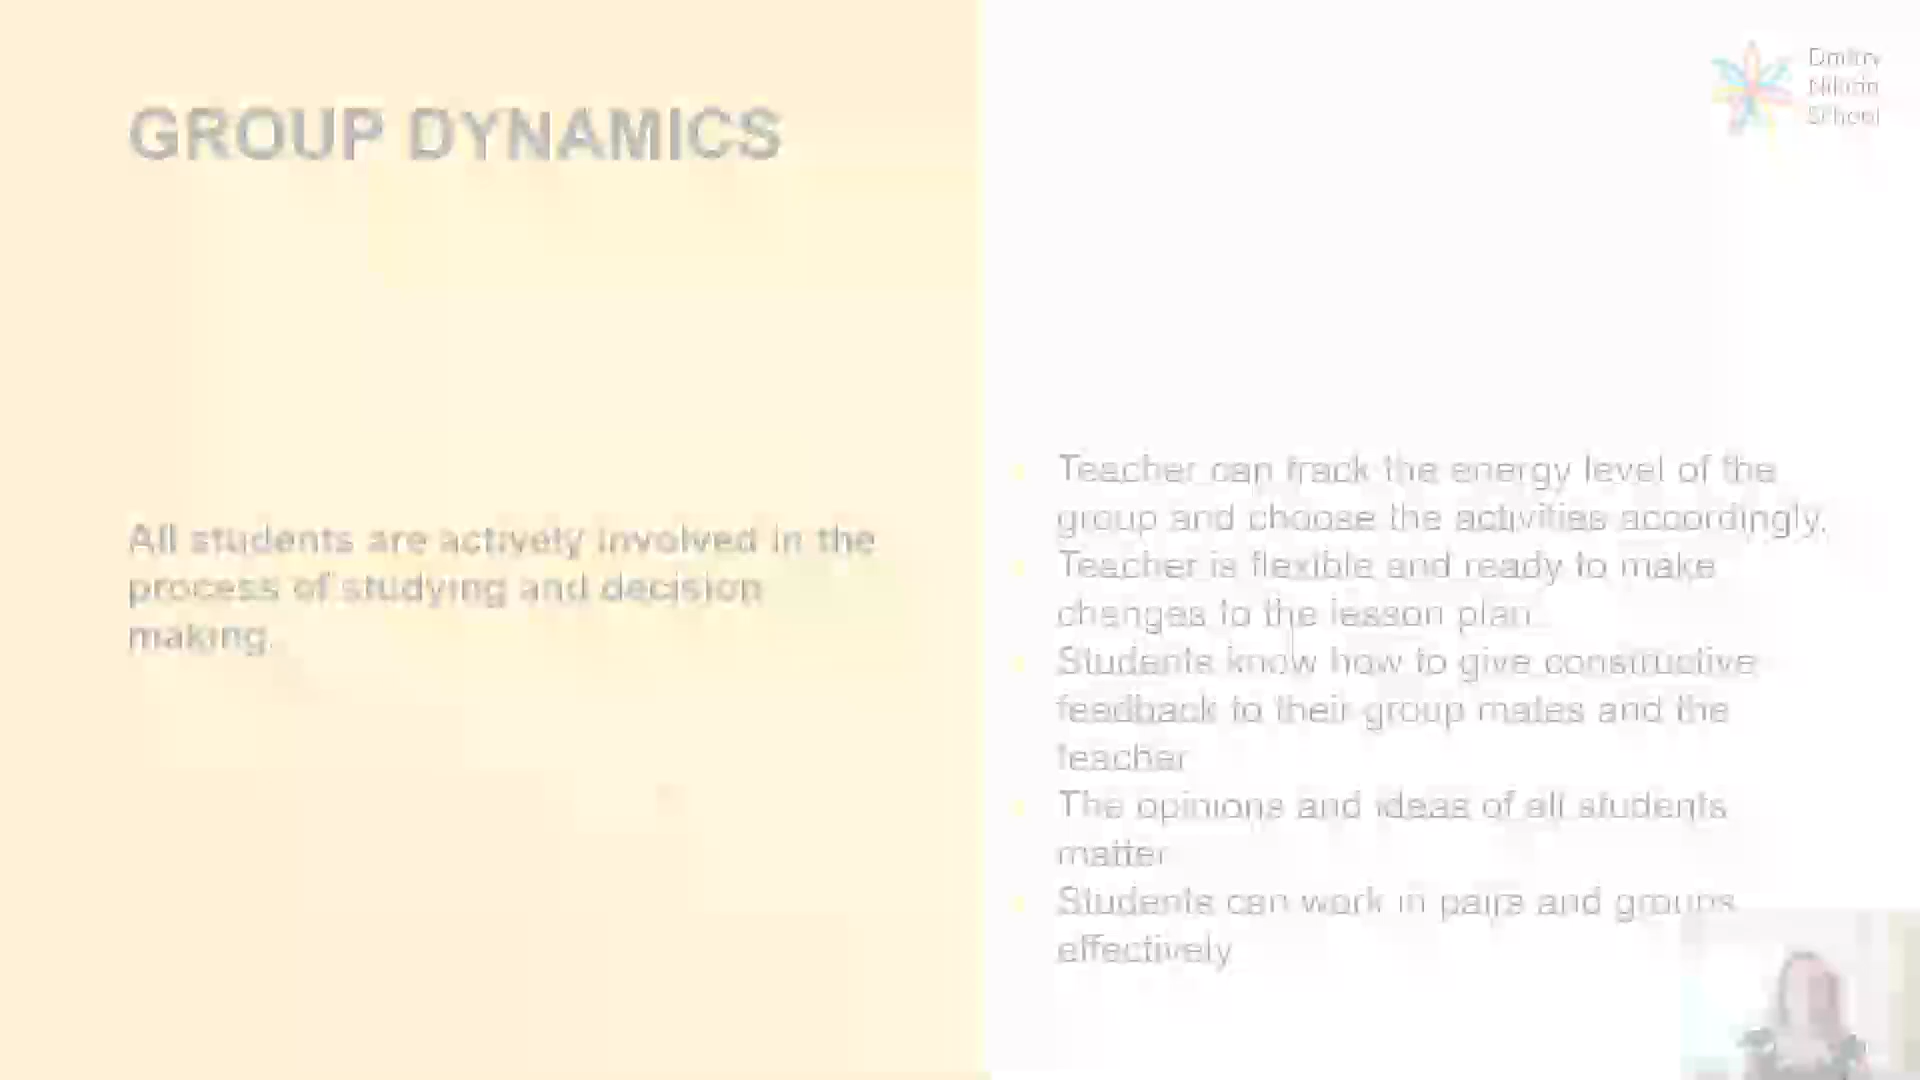 GROUP DYNAMICS
All students are actively involved in the
process of studying and decision
making.
Dmitry
School
Teacher can track the energy level of the
group and choose the activities accordingly.
Teacher is flexible and ready to make
changes to the lesson plan.
Students know how to give constructive
feedback to their group mates and the
teacher
The opinions and ideas of all students
matter
Students can work in pairs and groups
effectively